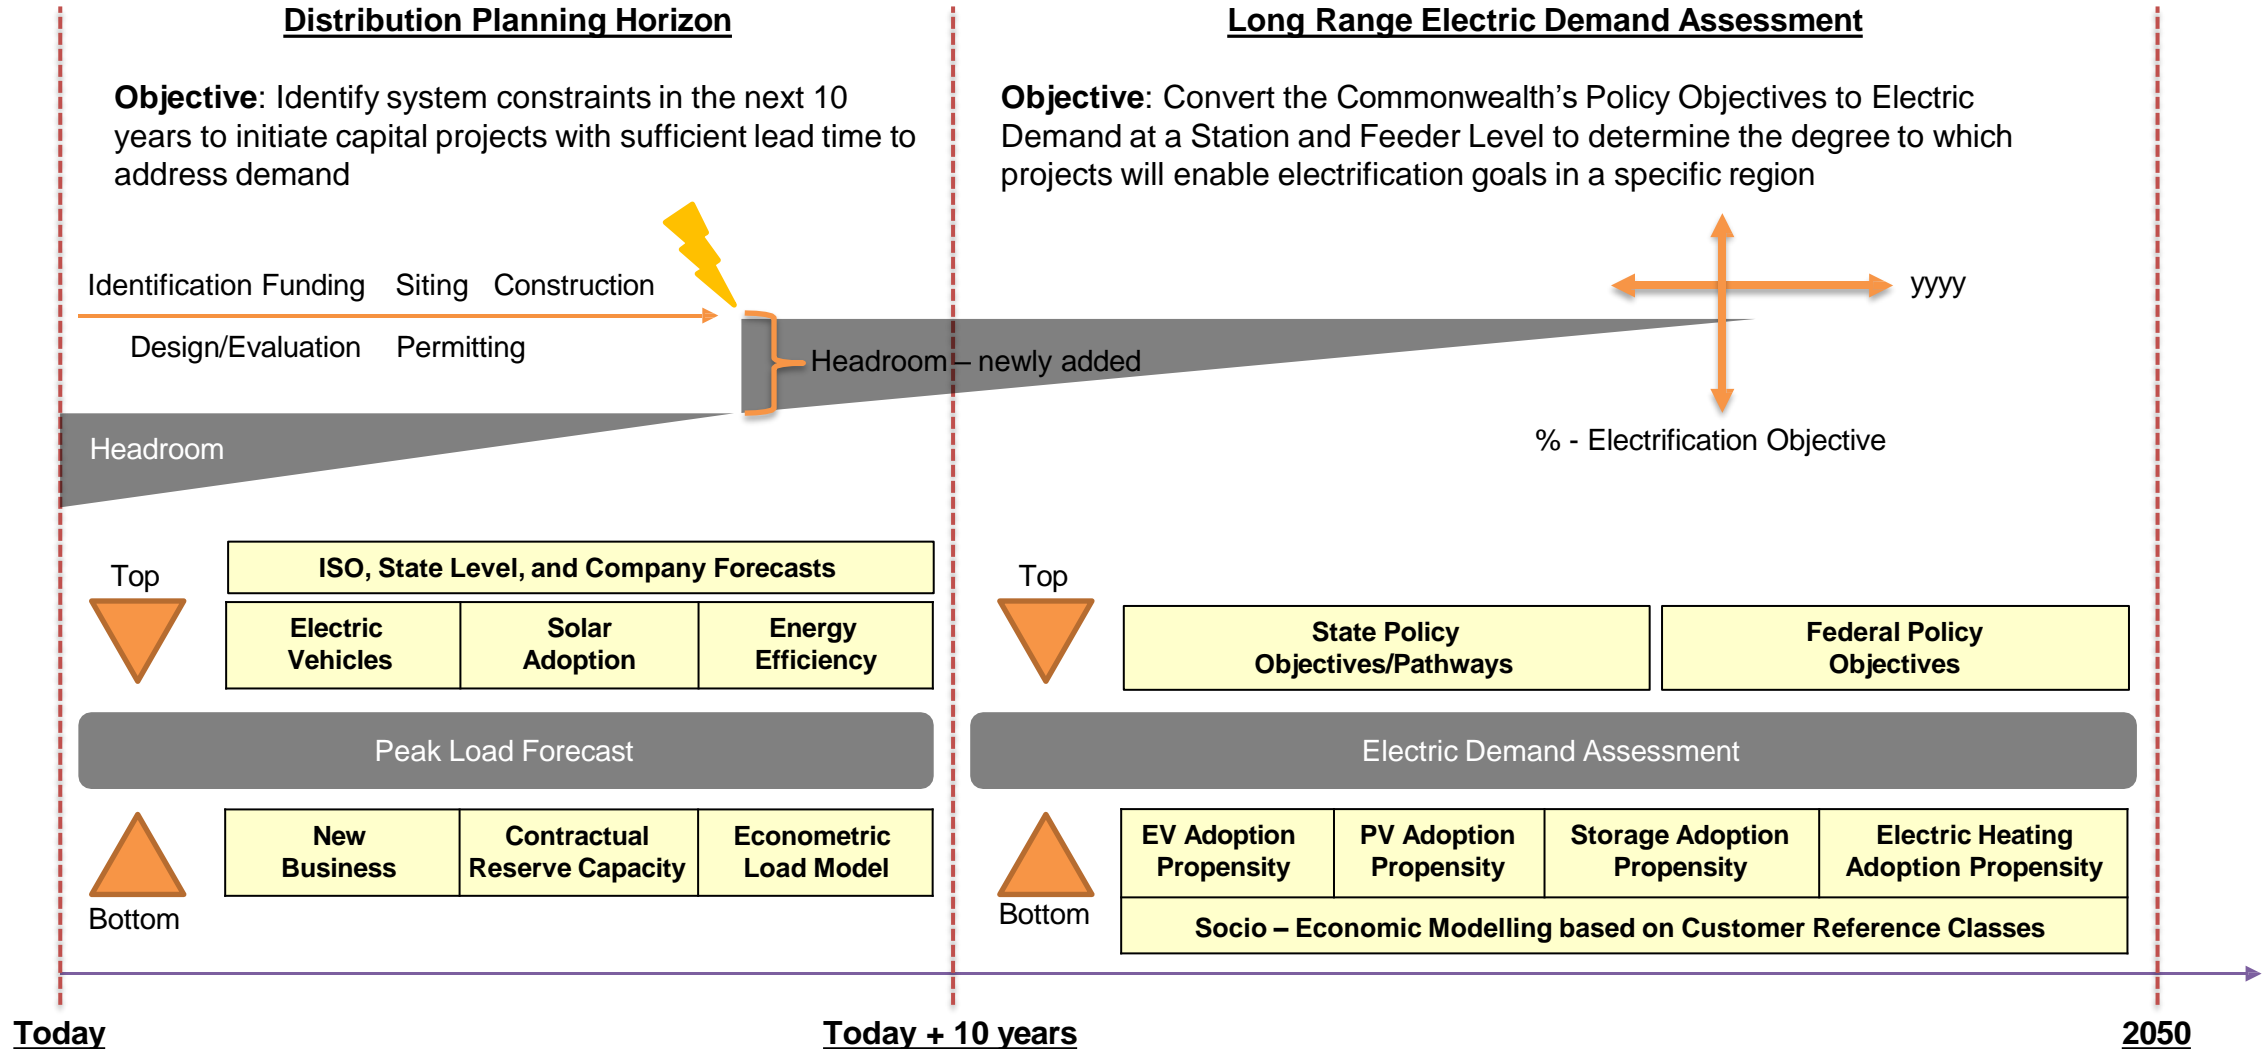 Distribution Planning Horizon
Objective: Identify system constraints in the next 10
years to initiate capital projects with sufficient lead time to
address demand
Identification Funding Siting Construction
Design/Evaluation Permitting
Headroom
Headroom – newly added
Long Range Electric Demand Assessment
Objective: Convert the Commonwealth’s Policy Objectives to Electric
Demand at a Station and Feeder Level to determine the degree to which
projects will enable electrification goals in a specific region
yyyy
% - Electrification Objective
Top
ISO, State Level, and Company Forecasts
Electric
Vehicles
Solar
Adoption
Energy
Efficiency
Peak Load Forecast
New
Business
Contractual
Reserve Capacity
Econometric
Load Model
Bottom
Top
State Policy
Objectives/Pathways
Federal Policy
Objectives
Electric Demand Assessment
EV Adoption
Propensity
PV Adoption
Propensity
Storage Adoption
Propensity
Electric Heating
Adoption Propensity
Bottom
Socio – Economic Modelling based on Customer Reference Classes
Today
Today + 10 years
2050